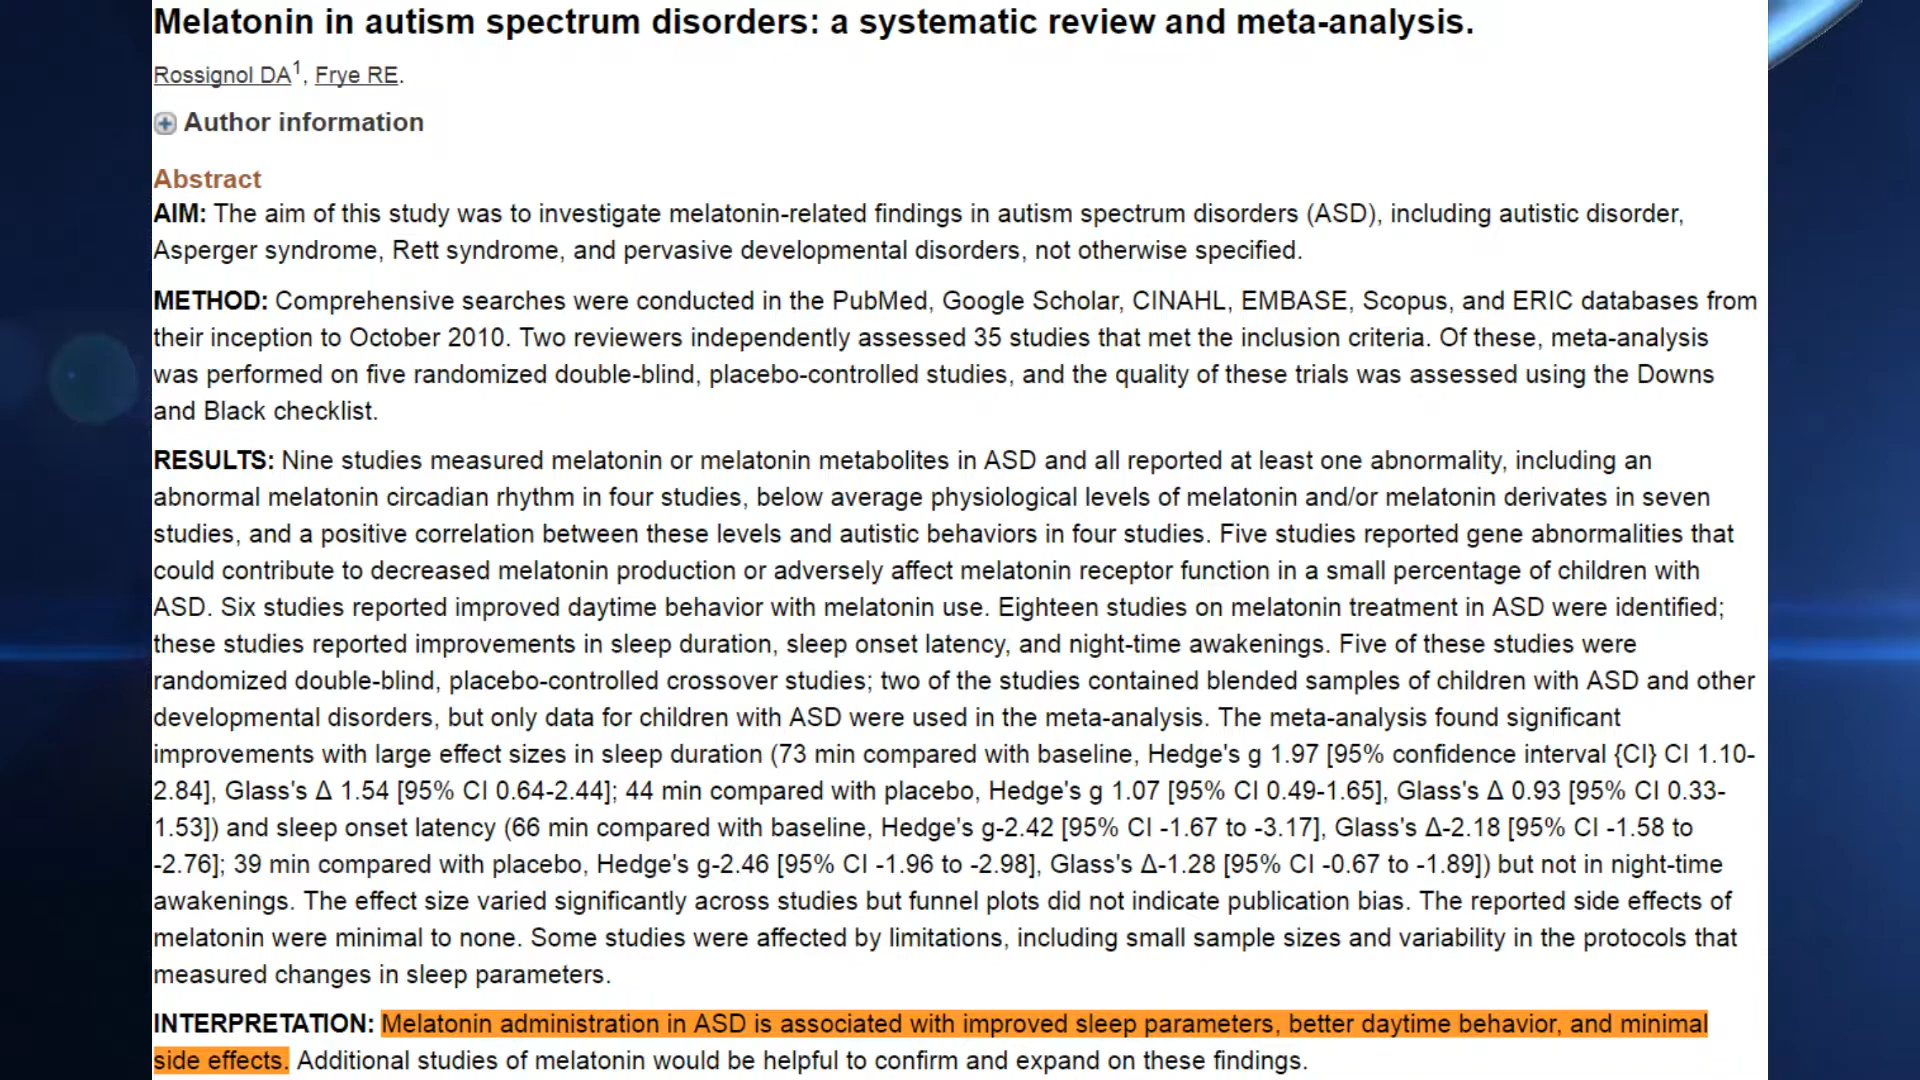 Melatonin in autism spectrum disorders: a systematic review and meta-analysis.
Rossignol DA1, Frye RE.
Author information
Abstract
AIM: The aim of this study was to investigate melatonin-related findings in autism spectrum disorders (ASD), including autistic disorder,
Asperger syndrome, Rett syndrome, and pervasive developmental disorders, not otherwise specified.
METHOD: Comprehensive searches were conducted in the PubMed, Google Scholar, CINAHL, EMBASE, Scopus, and ERIC databases from
their inception to October 2010. Two reviewers independently assessed 35 studies that met the inclusion criteria. Of these, meta-analysis
was performed on five randomized double-blind, placebo-controlled studies, and the quality of these trials was assessed using the Downs
and Black checklist.
RESULTS: Nine studies measured melatonin or melatonin metabolites in ASD and all reported at least one abnormality, including an
abnormal melatonin circadian rhythm in four studies, below average physiological levels of melatonin and/or melatonin derivates in seven
studies, and a positive correlation between these levels and autistic behaviors in four studies. Five studies reported gene abnormalities that
could contribute to decreased melatonin production or adversely affect melatonin receptor function in a small percentage of children with
ASD. Six studies reported improved daytime behavior with melatonin use. Eighteen studies on melatonin treatment in ASD were identified;
these studies reported improvements in sleep duration, sleep onset latency, and night-time awakenings. Five of these studies were
randomized double-blind, placebo-controlled crossover studies; two of the studies contained blended samples of children with ASD and other
developmental disorders, but only data for children with ASD were used in the meta-analysis. The meta-analysis found significant
improvements with large effect sizes in sleep duration (73 min compared with baseline, Hedge's g 1.97 [95% confidence interval {CI} CI 1.10-
2.84], Glass's Δ 1.54 [95% CI 0.64-2.44]; 44 min compared with placebo, Hedge's g 1.07 [95% CI 0.49-1.65], Glass's Δ 0.93 [95% CI 0.33-
1.53]) and sleep onset latency (66 min compared with baseline, Hedge's g-2.42 [95% CI -1.67 to -3.17], Glass's Δ-2.18 [95% CI -1.58 to
-2.76]; 39 min compared with placebo, Hedge's g-2.46 [95% CI -1.96 to -2.98], Glass's Δ-1.28 [95% CI -0.67 to -1.89]) but not in night-time
awakenings. The effect size varied significantly across studies but funnel plots did not indicate publication bias. The reported side effects of
melatonin were minimal to none. Some studies were affected by limitations, including small sample sizes and variability in the protocols that
measured changes in sleep parameters.
INTERPRETATION: Melatonin administration in ASD is associated with improved sleep parameters, better daytime behavior, and minimal
side effects. Additional studies of melatonin would be helpful to confirm and expand on these findings.